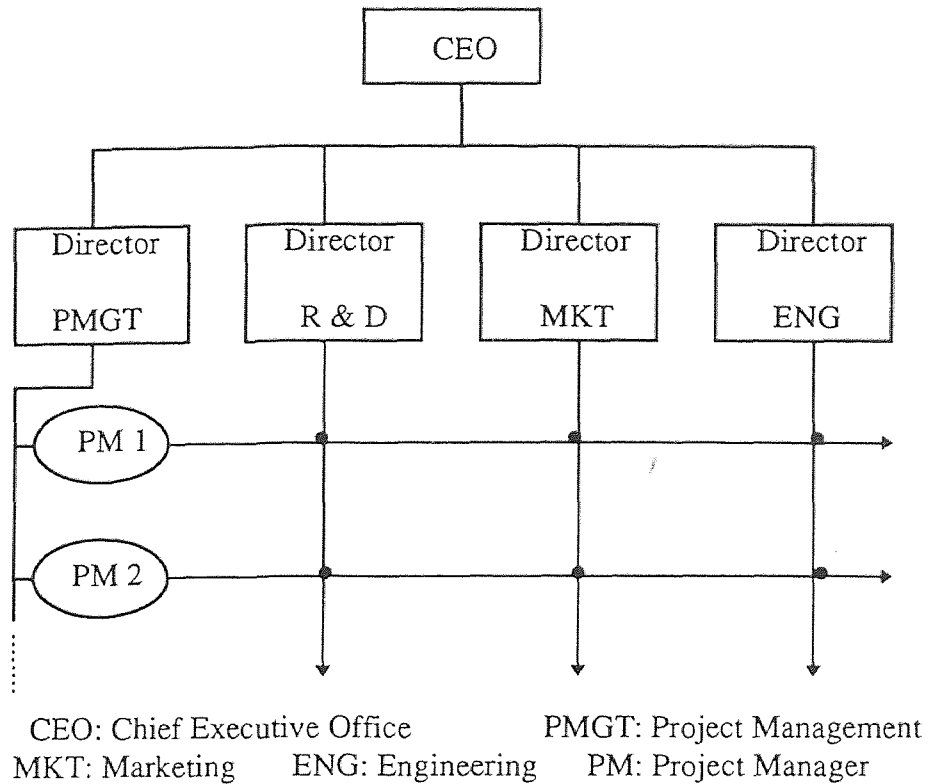 CEO
Director Director Director Director
PMGT R & D MKT ENG
PM 1
PM 2
CEO: Chief Executive Office PMGT: Project Management
MKT: Marketing ENG: Engineering PM: Project Manager